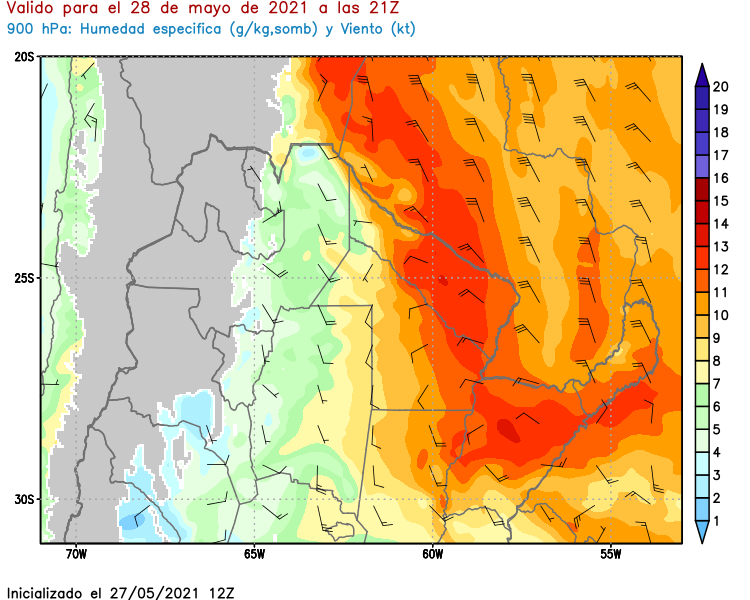 Valido para el 28 de mayo de 2021 a las 21Z
900 hPa: Humedad especifica (g/kg,somb) y Viento (kt)
20S
25S
30S
70W 65W 60W 55W
20
19
18
17
16
15
14
13
12
11
10
9
8
7
6
5
4
3
2
1
Inicializado el 27/05/2021 12Z